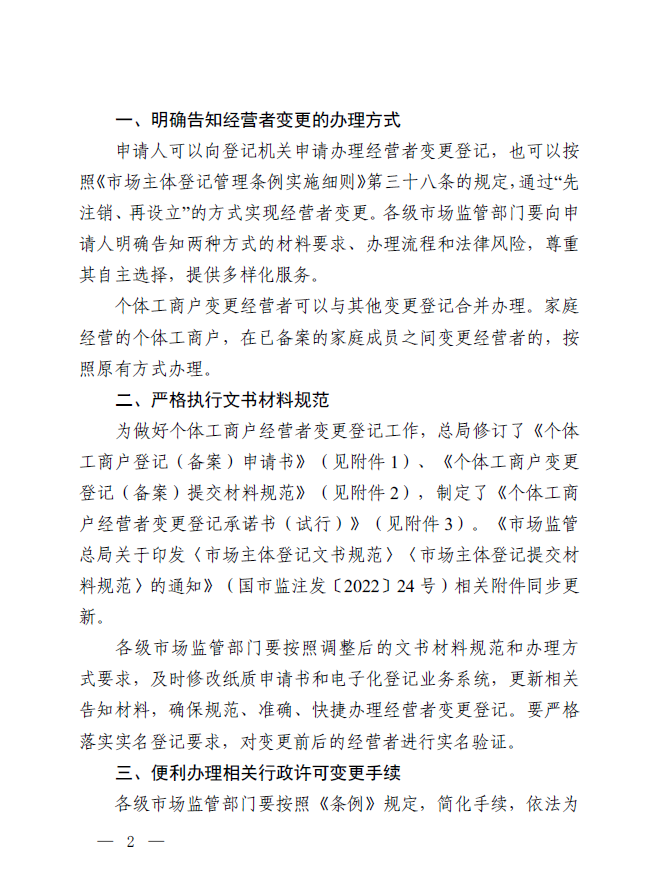 一、明确告知经营者变更的办理方式
申请人可以向登记机关申请办理经营者变更登记，也可以按
照《市场主体登记管理条例实施细则》第三十八条的规定，通过“先
注销、再设立”的方式实现经营者变更。各级市场监管部门要向申
请人明确告知两种方式的材料要求、办理流程和法律风险，尊重
其自主选择，提供多样化服务。
个体工商户变更经营者可以与其他变更登记合并办理。家庭
经营的个体工商户，在已备案的家庭成员之间变更经营者的，按
照原有方式办理。
二、严格执行文书材料规范
为做好个体工商户经营者变更登记工作，总局修订了《个体
工商户登记（备案）申请书》（见附件1）、《个体工商户变更
登记（备案）提交材料规范》（见附件2），制定了《个体工商
户经营者变更登记承诺书（试行）》（见附件3）。《市场监管
总局关于印发〈市场主体登记文书规范〉〈市场主体登记提交材
料规范〉的通知》（国市监注发〔2022〕24号）相关附件同步更
新。
各级市场监管部门要按照调整后的文书材料规范和办理方
式要求，及时修改纸质申请书和电子化登记业务系统，更新相关
告知材料，确保规范、准确、快捷办理经营者变更登记。要严格
落实实名登记要求，对变更前后的经营者进行实名验证。
三、便利办理相关行政许可变更手续
各级市场监管部门要按照《条例》规定，简化手续，依法为
— 2 —